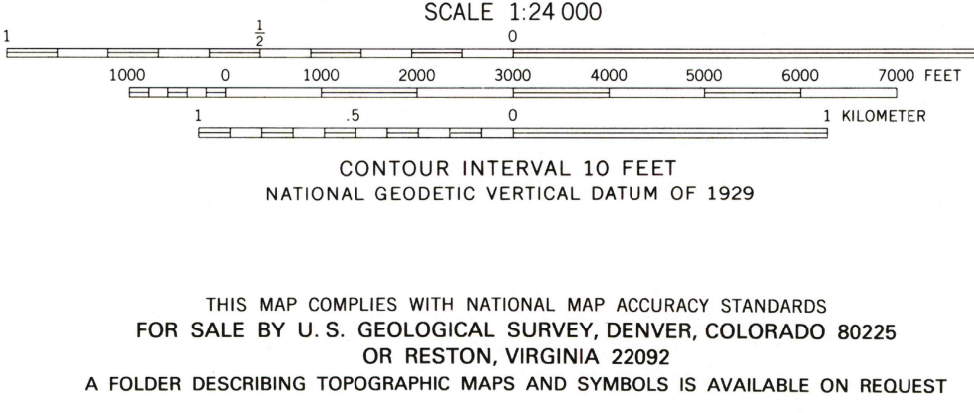 SCALE 1:24 000
1 1/2 0
1000 0 1000 2000 3000 4000 5000 6000 7000 FEET
1 .5 0 1 KILOMETER
CONTOUR INTERVAL 10 FEET
NATIONAL GEODETIC VERTICAL DATUM OF 1929
THIS MAP COMPLIES WITH NATIONAL MAP ACCURACY STANDARDS
FOR SALE BY U. S. GEOLOGICAL SURVEY, DENVER, COLORADO 80225
OR RESTON, VIRGINIA 22092
A FOLDER DESCRIBING TOPOGRAPHIC MAPS AND SYMBOLS IS AVAILABLE ON REQUEST